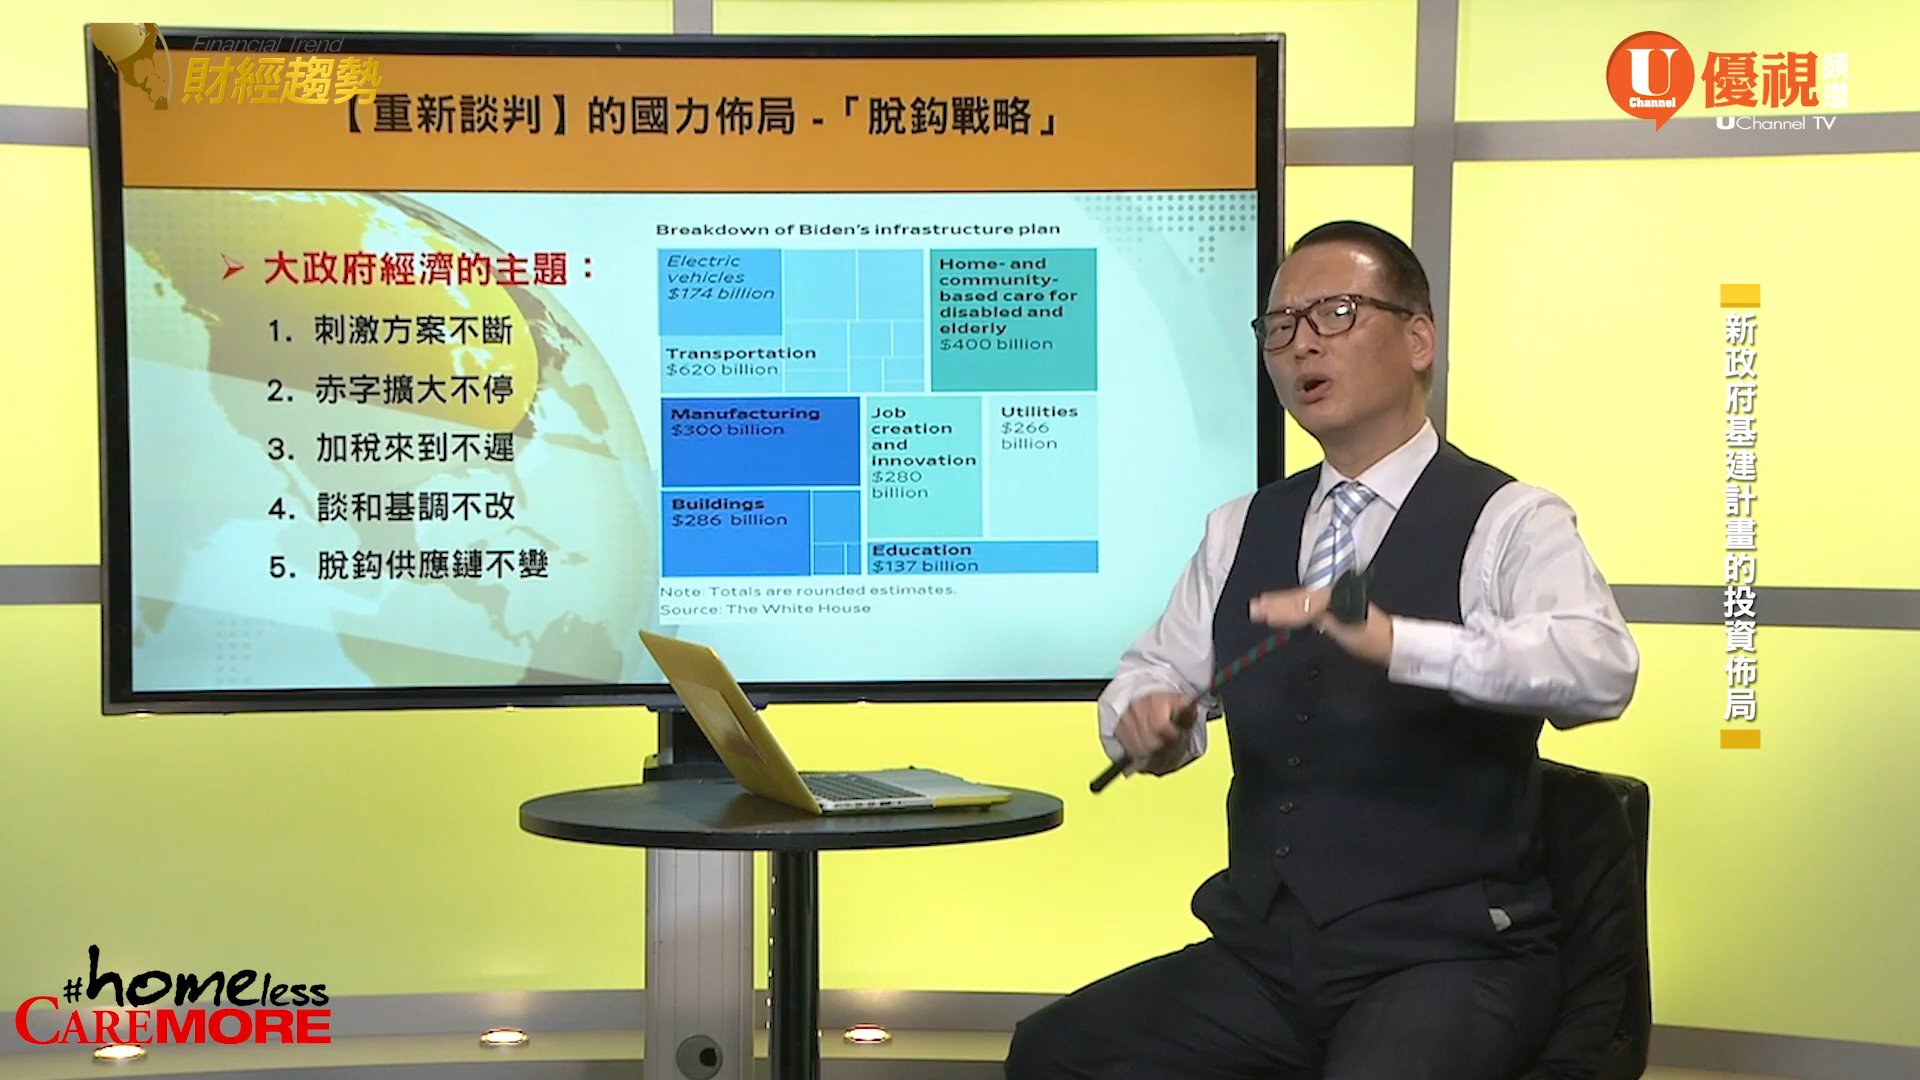 Financial Trend
財經趨勢
【重新談判】的國力佈局 -「脫鈎戰略」
大政府經濟的主題：
1. 刺激方案不斷
2. 赤字擴大不停
3. 加稅來到不遲
4. 談和基調不改
5. 脫鈎供應鏈不變
Breakdown of Biden's infrastructure plan
Electric
vehicles
$174 billion
Transportation
$620 billion
Home- and
community-
based care for
disabled and
elderly
$400 billion
Manufacturing
$300 billion
Job
creation
and
innovation
$280
billion
Utilities
$266
billion
Buildings
$286 billion
Education
$137 billion
Note: Totals are rounded estimates.
Source: The White House
U
Channel
優視
頻道
UChannel TV
新政府基建計畫的投資佈局
#homeless
CAREMORE